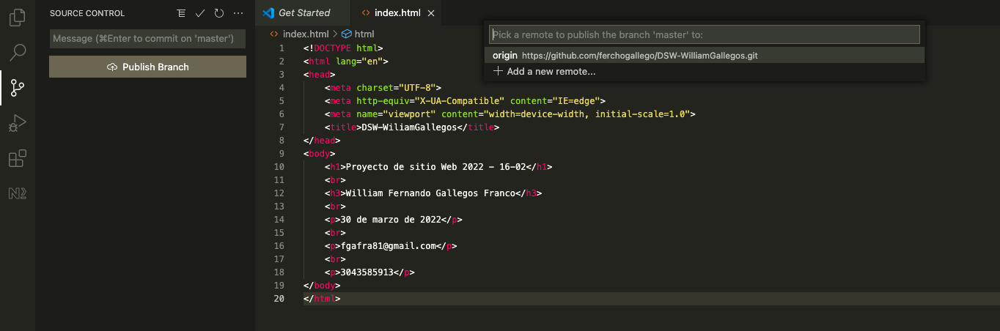 SOURCE CONTROL
Message (⌘Enter to commit on 'master')
Publish Branch
Get Started
index.html
index.html > html
Pick a remote to publish the branch 'master' to:
origin https://github.com/ferchogallego/DSW-WilliamGallegos.git
Add a new remote...
1 <!DOCTYPE html>
2 <html lang="en">
3 <head>
4 <meta charset="UTF-8">
5 <meta http-equiv="X-UA-Compatible" content="IE=edge">
6 <meta name="viewport" content="width=device-width, initial-scale=1.0">
7 <title>DSW-WiliamGallegos</title>
8 </head>
9 <body>
10 <h1>Proyecto de sitio Web 2022 - 16-02</h1>
11 <br>
12 <h3>William Fernando Gallegos Franco</h3>
13 <br>
14 <p>30 de marzo de 2022</p>
15 <br>
16 <p>fgafra81@gmail.com</p>
17 <br>
18 <p>3043585913</p>
19 </body>
20 </html>